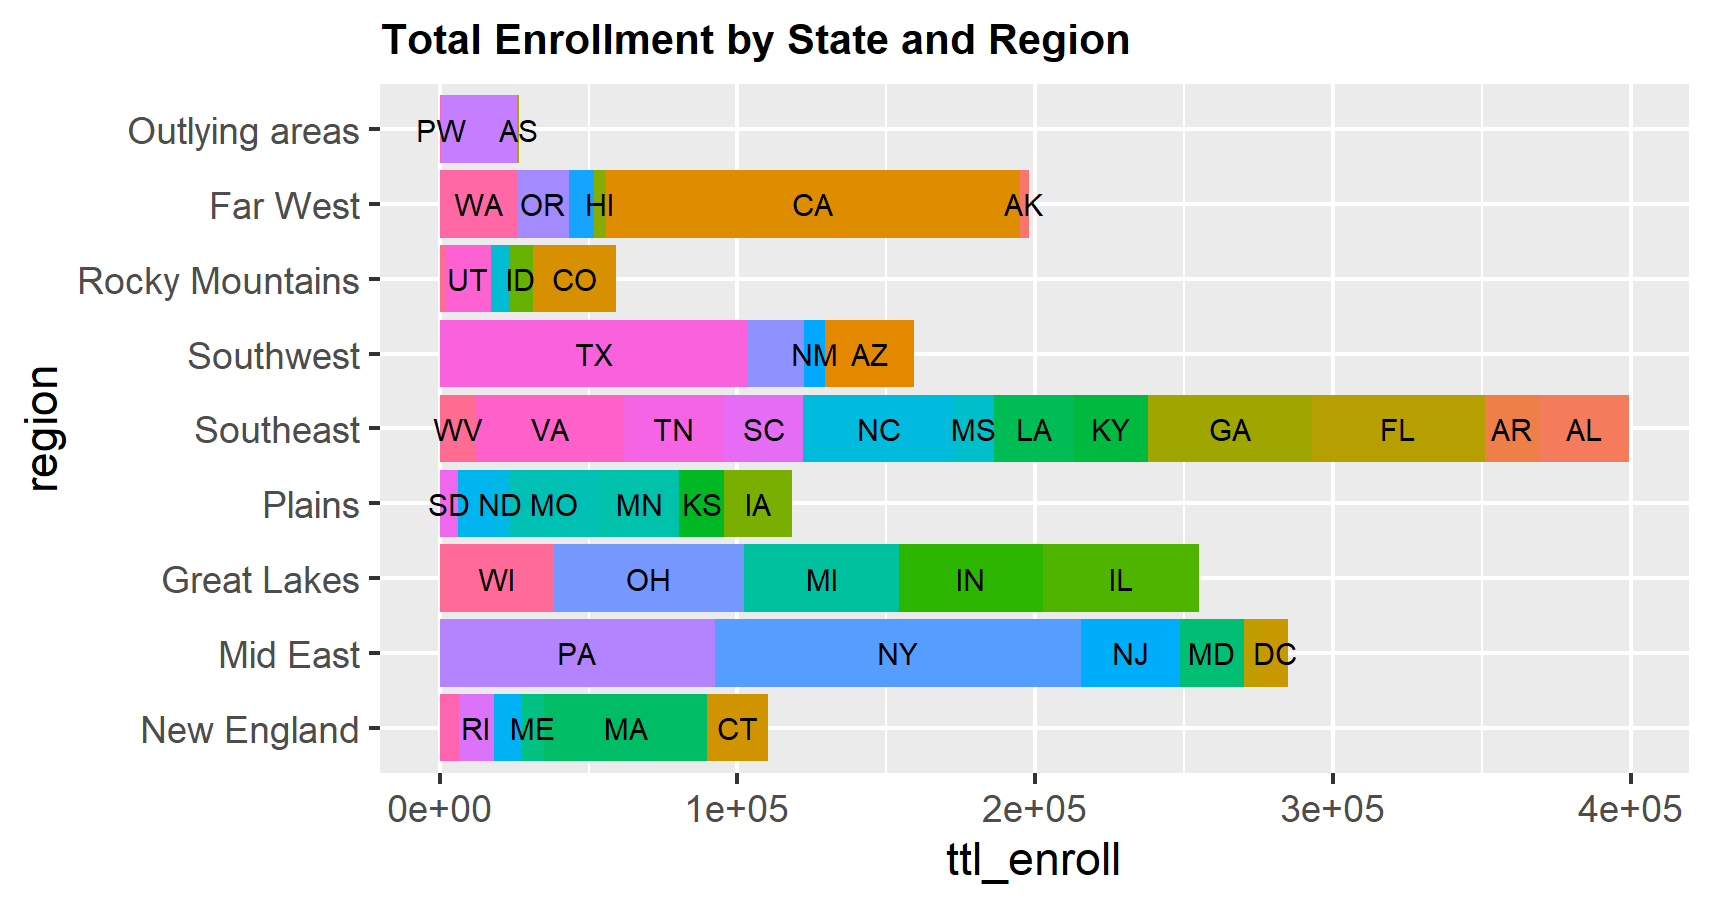 Total Enrollment by State and Region
region
Outlying areas
PW AS
Far West
WA OR HI CA AK
Rocky Mountains
UT ID CO
Southwest
TX NM AZ
Southeast
WV VA TN SC NC MS LA KY GA FL AR AL
Plains
SD ND MO MN KS IA
Great Lakes
WI OH MI IN IL
Mid East
PA NY NJ MD DC
New England
RI ME MA CT
0e+00 1e+05 2e+05 3e+05 4e+05
ttl_enroll